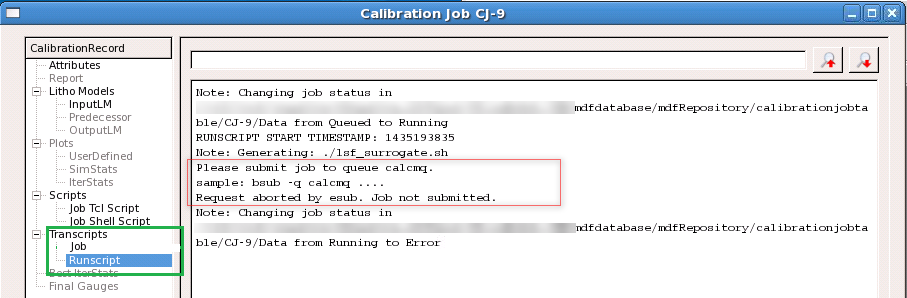 Calibration Job CJ-9
CalibrationRecord
Attributes
Report
Litho Models
InputLM
Predecessor
OutputLM
Plots
UserDefined
SimStats
IterStats
Scripts
Job Tcl Script
Job Shell Script
Transcripts
Job
Runscript
Best IterStats
Final Gauges
Note: Changing job status in
mdfdatabase/mdfRepository/calibrationjobta
ble/CJ-9/Data from Queued to Running
RUNSCRIPT START TIMESTAMP: 1435193835
Note: Generating: ./lsf_surrogate.sh
Please submit job to queue calcmq.
sample: bsub -q calcmq ....
Request aborted by esub. Job not submitted.
Note: Changing job status in
mdfdatabase/mdfRepository/calibrationjobta
ble/CJ-9/Data from Running to Error